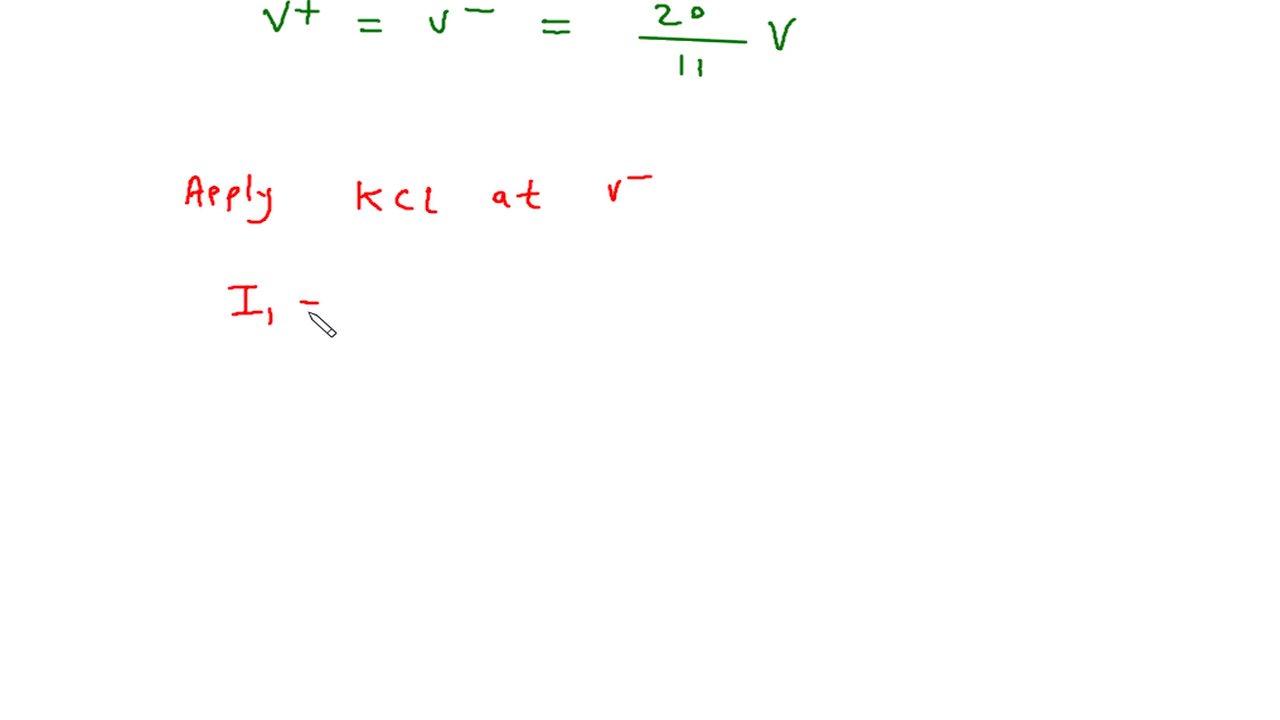 V+ = v− = 20/11 V
Apply KCL at v−
I1 −